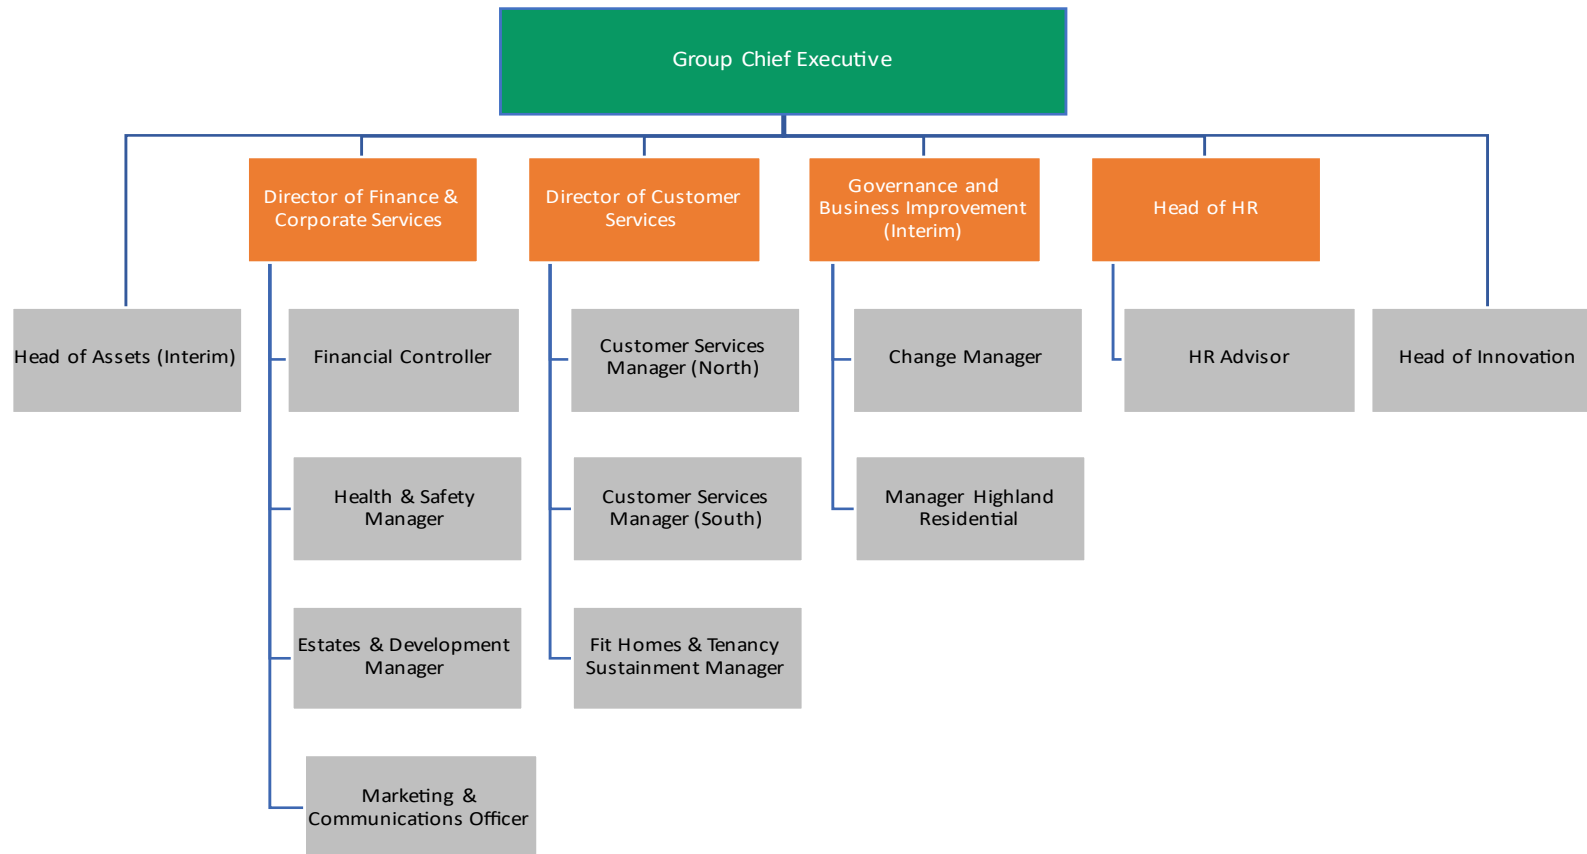 Group Chief Executive
Director of Finance &
Corporate Services
Director of Customer
Services
Governance and
Business Improvement
(Interim)
Head of HR
Head of Assets (Interim)
Financial Controller
Customer Services
Manager (North)
Change Manager
HR Advisor
Head of Innovation
Health & Safety
Manager
Customer Services
Manager (South)
Manager Highland
Residential
Estates & Development
Manager
Fit Homes & Tenancy
Sustainment Manager
Marketing &
Communications Officer